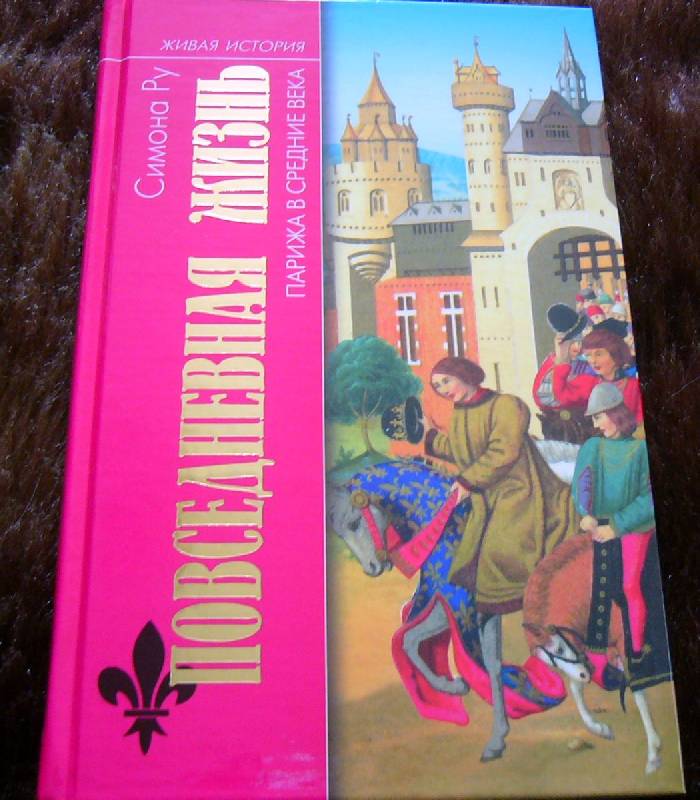 ЖИВАЯ ИСТОРИЯ
Симона Ру
ПОВСЕДНЕВНАЯ ЖИЗНЬ
ПАРИЖА В СРЕДНИЕ ВЕКА